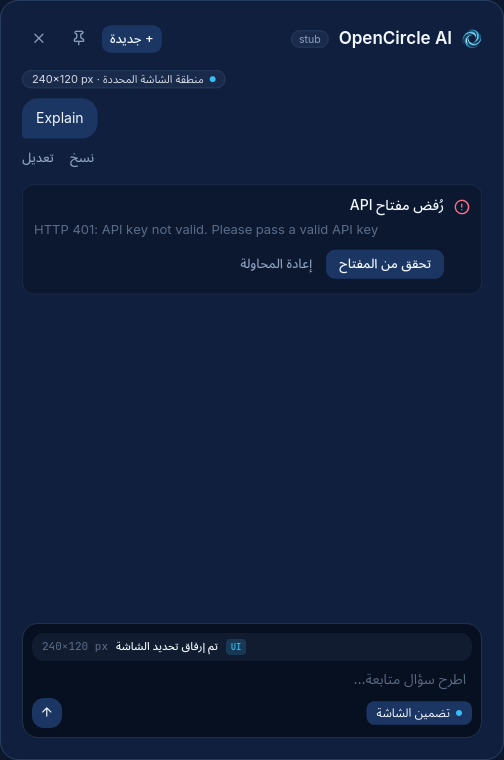 OpenCircle AI stub + جديدة
منطقة الشاشة المحددة · 240×120 px
Explain
نسخ تعديل
رُفض مفتاح API
HTTP 401: API key not valid. Please pass a valid API key
تحقق من المفتاح إعادة المحاولة
UI تم إرفاق تحديد الشاشة 240×120 px
اطرح سؤال متابعة...
تضمين الشاشة